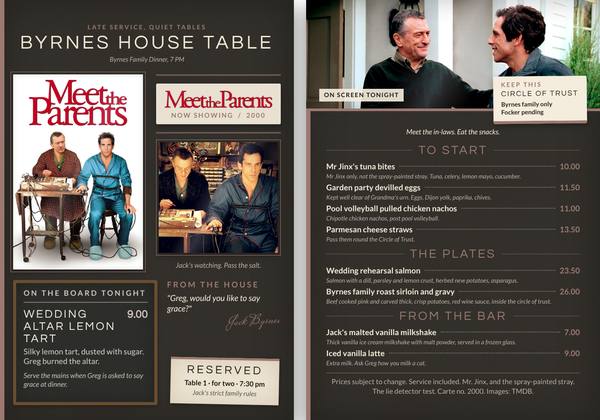 LATE SERVICE, QUIET TABLES
BYRNES HOUSE TABLE
Byrnes Family Dinner, 7 PM
Meet the
Parents
Meet the Parents
NOW SHOWING / 2000
Jack's watching. Pass the salt.
ON THE BOARD TONIGHT
WEDDING 9.00
ALTAR LEMON
TART
Silky lemon tart, dusted with sugar.
Greg burned the altar.
Serve the mains when Greg is asked to say
grace at dinner.
FROM THE HOUSE
"Greg, would you like to say
grace?"
Jack Byrnes
RESERVED
Table 1 · for two · 7:30 pm
Jack's strict family rules
ON SCREEN TONIGHT
KEEP THIS
CIRCLE OF TRUST
Byrnes family only
Focker pending
Meet the in-laws. Eat the snacks.
TO START
Mr Jinx's tuna bites 10.00
Mr Jinx only, not the spray-painted stray. Tuna, celery, lemon mayo, cucumber.
Garden party devilled eggs 11.50
Kept well clear of Grandma's urn. Eggs, Dijon yolk, paprika, chives.
Pool volleyball pulled chicken nachos 11.00
Chipotle chicken nachos, post pool volleyball.
Parmesan cheese straws 13.50
Pass them round the Circle of Trust.
THE PLATES
Wedding rehearsal salmon 23.50
Salmon with a dill, parsley and lemon crust, herbed new potatoes, asparagus.
Byrnes family roast sirloin and gravy 26.00
Beef cooked pink and carved thick, crisp potatoes, red wine sauce, inside the circle of trust.
FROM THE BAR
Jack's malted vanilla milkshake 7.00
Thick vanilla ice cream milkshake with malt powder, served in a frozen glass.
Iced vanilla latte 9.00
Extra milk. Ask Greg how you milk a cat.
Prices subject to change. Service included. Mr. Jinx, and the spray-painted stray.
The lie detector test. Carte no. 2000. Images: TMDB.